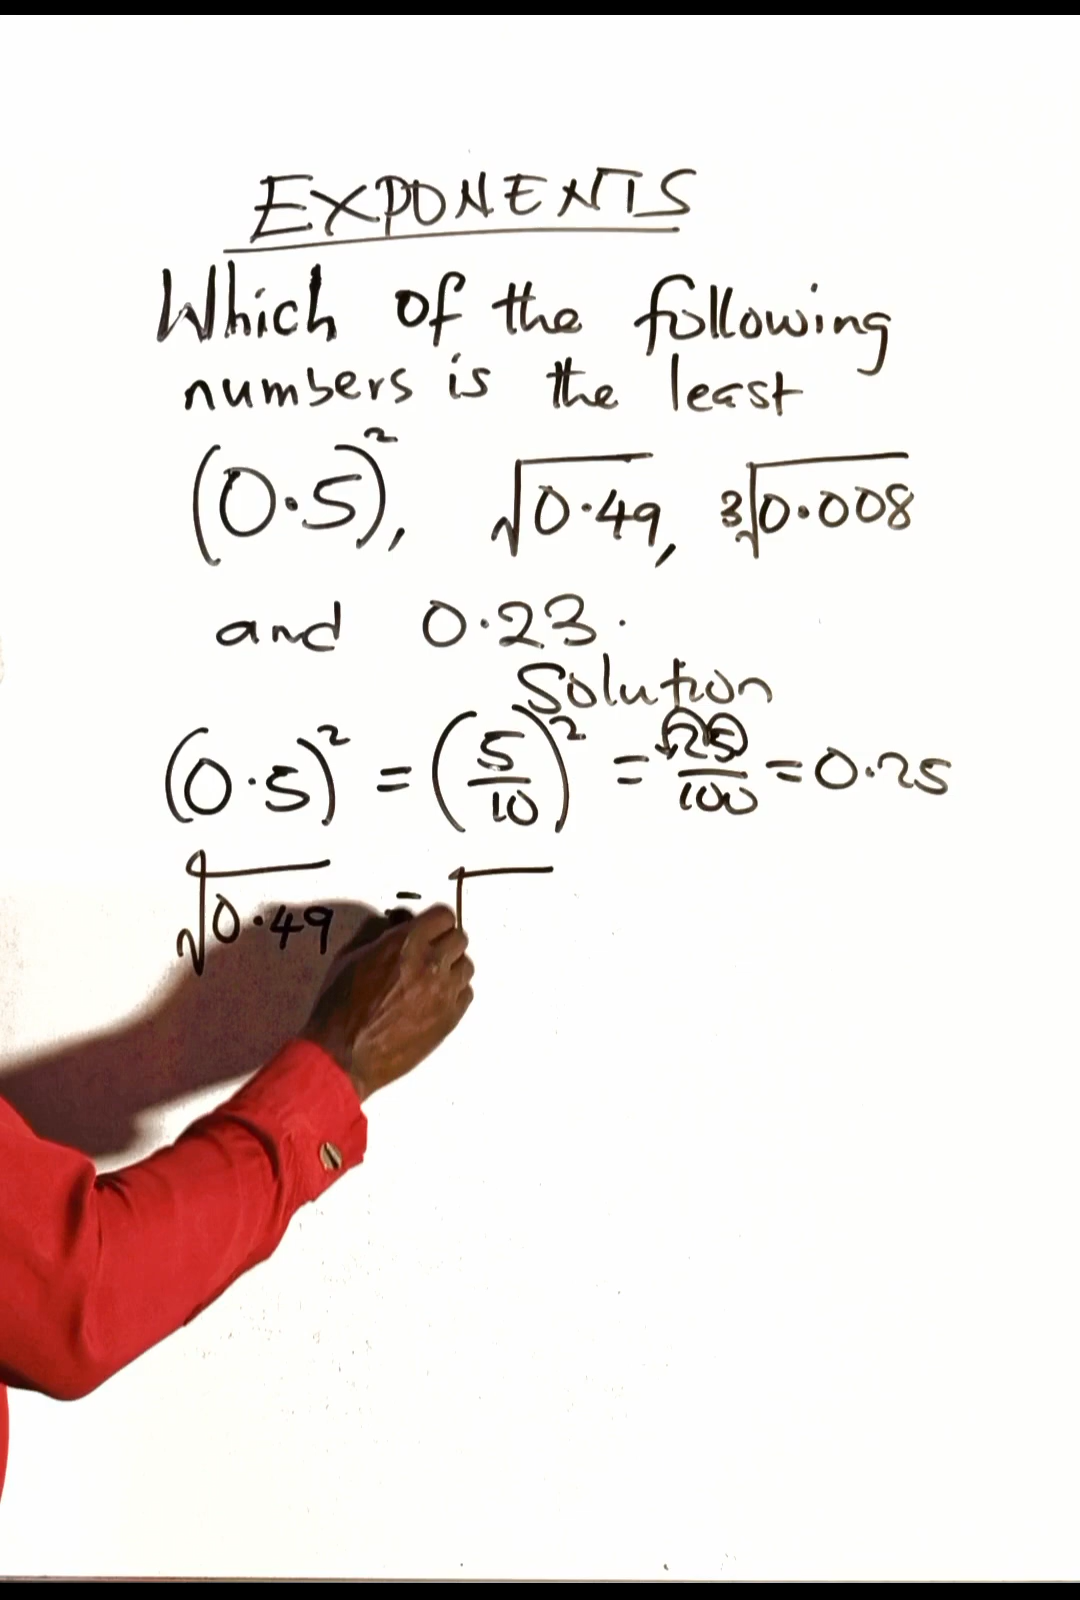 EXPONENTS
Which of the following
numbers is the least
(0.5)², √0.49, ³√0.008
and 0.23.
Solution
(0.5)² = (5/10)² = 25/100 = 0.25
√0.49 = √